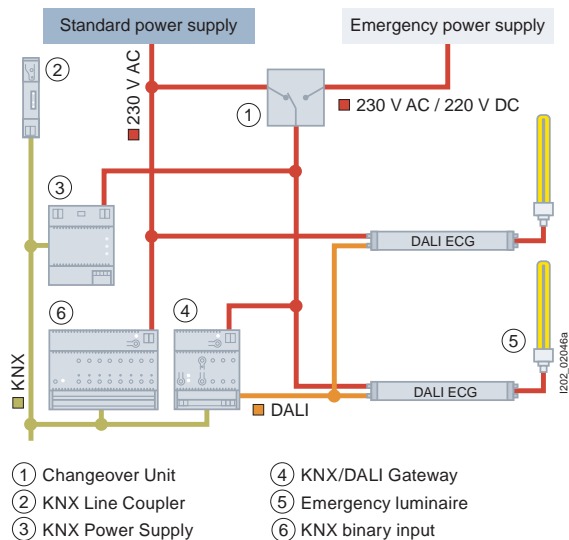 Standard power supply
Emergency power supply
2
230 V AC
1
230 V AC / 220 V DC
3
DALI ECG
6
4
5
KNX
DALI
DALI ECG
I202_02046a
1 Changeover Unit
2 KNX Line Coupler
3 KNX Power Supply
4 KNX/DALI Gateway
5 Emergency luminaire
6 KNX binary input